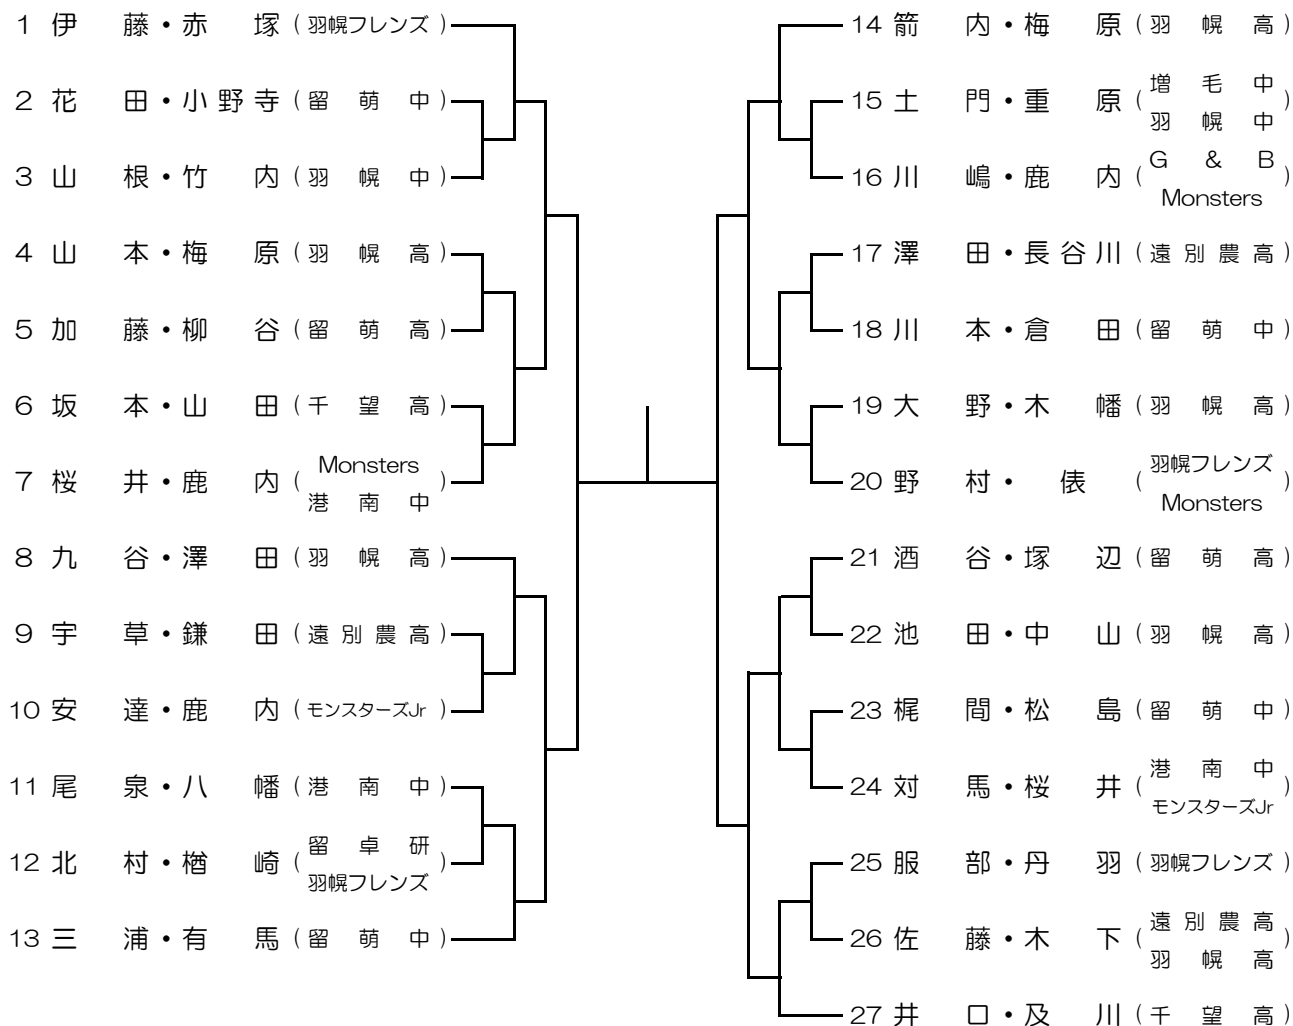 1 伊藤・赤塚（羽幌フレンズ）
2 花田・小野寺（留萌中）
3 山根・竹内（羽幌中）
4 山本・梅原（羽幌高）
5 加藤・柳谷（留萌高）
6 坂本・山田（千望高）
7 桜井・鹿内（Monsters 港南中）
8 九谷・澤田（羽幌高）
9 宇草・鎌田（遠別農高）
10 安達・鹿内（モンスターズJr）
11 尾泉・八幡（港南中）
12 北村・楢崎（留卓研 羽幌フレンズ）
13 三浦・有馬（留萌中）
14 箭内・梅原（羽幌高）
15 土門・重原（増毛中 羽幌中）
16 川嶋・鹿内（G & B Monsters）
17 澤田・長谷川（遠別農高）
18 川本・倉田（留萌中）
19 大野・木幡（羽幌高）
20 野村・俵（羽幌フレンズ Monsters）
21 酒谷・塚辺（留萌高）
22 池田・中山（羽幌高）
23 梶間・松島（留萌中）
24 対馬・桜井（港南中 モンスターズJr）
25 服部・丹羽（羽幌フレンズ）
26 佐藤・木下（遠別農高 羽幌高）
27 井口・及川（千望高）